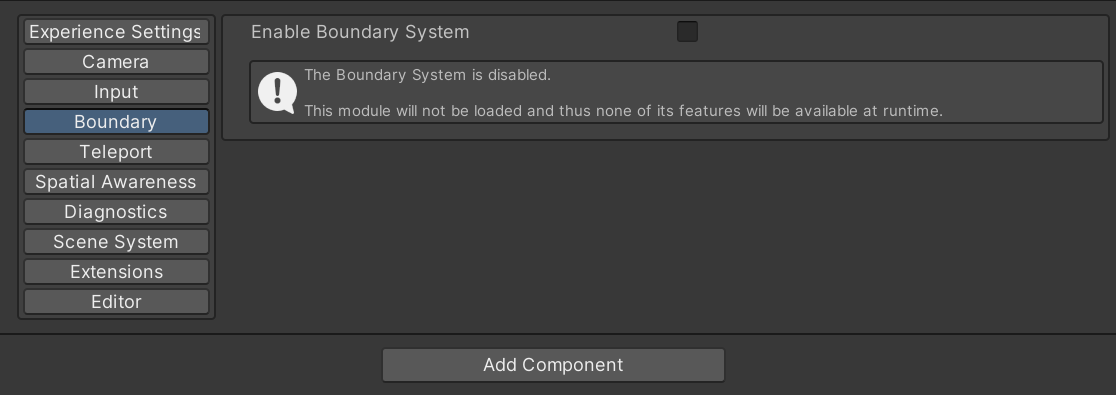 Experience Settings
Camera
Input
Boundary
Teleport
Spatial Awareness
Diagnostics
Scene System
Extensions
Editor
Enable Boundary System
The Boundary System is disabled.
This module will not be loaded and thus none of its features will be available at runtime.
Add Component